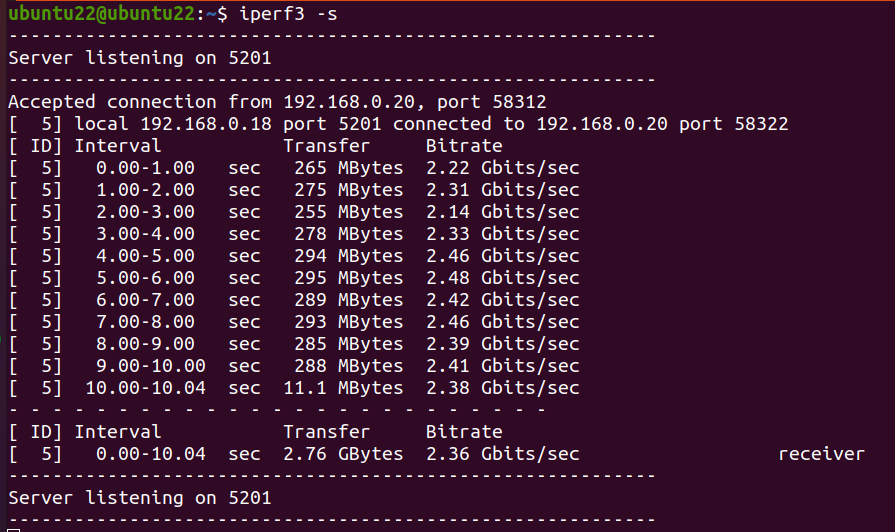 ubuntu22@ubuntu22:~$ iperf3 -s
-----------------------------------------------------------
Server listening on 5201
-----------------------------------------------------------
Accepted connection from 192.168.0.20, port 58312
[  5] local 192.168.0.18 port 5201 connected to 192.168.0.20 port 58322
[ ID] Interval           Transfer     Bitrate
[  5]   0.00-1.00   sec   265 MBytes  2.22 Gbits/sec
[  5]   1.00-2.00   sec   275 MBytes  2.31 Gbits/sec
[  5]   2.00-3.00   sec   255 MBytes  2.14 Gbits/sec
[  5]   3.00-4.00   sec   278 MBytes  2.33 Gbits/sec
[  5]   4.00-5.00   sec   294 MBytes  2.46 Gbits/sec
[  5]   5.00-6.00   sec   295 MBytes  2.48 Gbits/sec
[  5]   6.00-7.00   sec   289 MBytes  2.42 Gbits/sec
[  5]   7.00-8.00   sec   293 MBytes  2.46 Gbits/sec
[  5]   8.00-9.00   sec   285 MBytes  2.39 Gbits/sec
[  5]   9.00-10.00  sec   288 MBytes  2.41 Gbits/sec
[  5]  10.00-10.04  sec  11.1 MBytes  2.38 Gbits/sec
- - - - - - - - - - - - - - - - - - - - - - - - -
[ ID] Interval           Transfer     Bitrate
[  5]   0.00-10.04  sec  2.76 GBytes  2.36 Gbits/sec                  receiver
-----------------------------------------------------------
Server listening on 5201
-----------------------------------------------------------